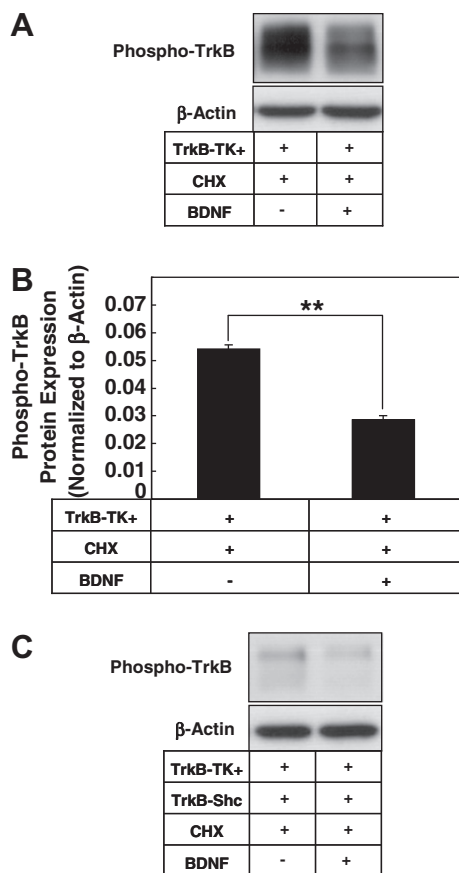 A
Phospho-TrkB
β-Actin
TrkB-TK+ + +
CHX + +
BDNF - +
B
Phospho-TrkB
Protein Expression
(Normalized to β-Actin)
0.07
0.06
0.05
0.04
0.03
0.02
0.01
0
**
TrkB-TK+ + +
CHX + +
BDNF - +
C
Phospho-TrkB
β-Actin
TrkB-TK+ + +
TrkB-Shc + +
CHX + +
BDNF - +